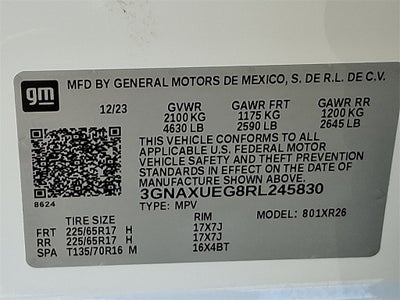 gm MFD BY GENERAL MOTORS DE MEXICO, S. DE R.L. DE C.V.
12/23 GVWR GAWR FRT GAWR RR
2100 KG 1175 KG 1200 KG
4630 LB 2590 LB 2645 LB
THIS VEHICLE CONFORMS TO ALL
APPLICABLE U.S. FEDERAL MOTOR
VEHICLE SAFETY, BUMPER, AND THEFT
PREVENTION STANDARDS IN EFFECT ON
THE DATE OF MANUFACTURE SHOWN ABOVE.
8624 3GNAXUEG8RL245830
TYPE: MPV MODEL: 801XR26
TIRE SIZE RIM
FRT 225/65R17 H 17X7J
RR 225/65R17 H 17X7J
SPA T135/70R16 M 16X4BT